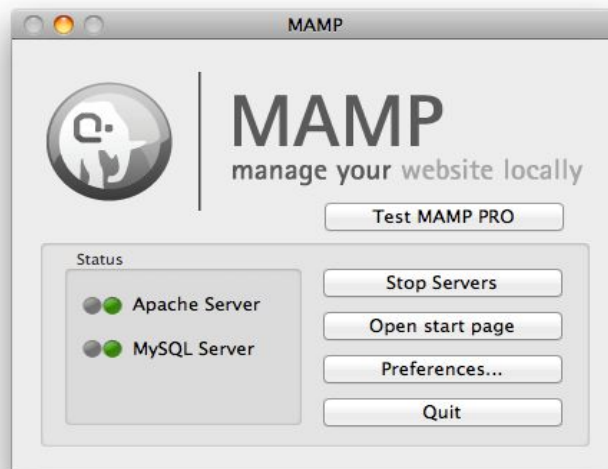 MAMP
MAMP
manage your website locally
Test MAMP PRO
Status
Apache Server
MySQL Server
Stop Servers
Open start page
Preferences...
Quit